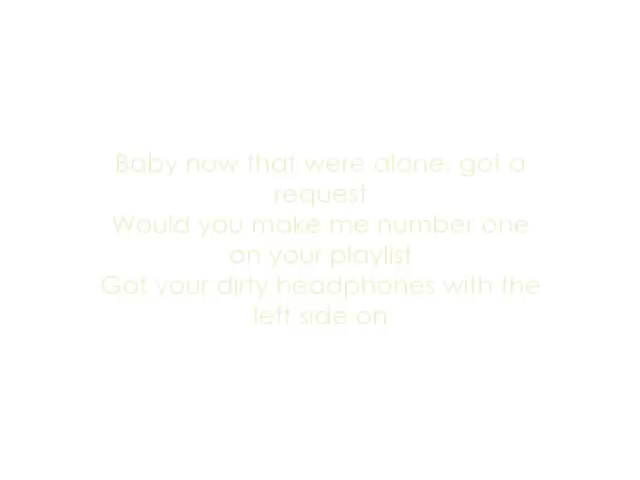 Baby now that were alone, got a
request
Would you make me number one
on your playlist
Got your dirty headphones with the
left side on